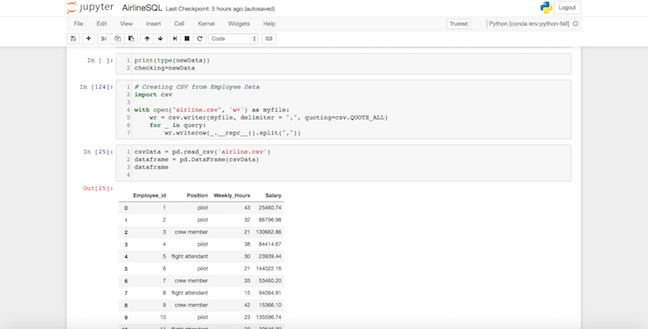 jupyter AirlineSQL Last Checkpoint: 5 hours ago (autosaved) Logout
File Edit View Insert Cell Kernel Widgets Help Trusted Python [conda env:python-fall]
Code
In [ ]: 1 print(type(newData))
2 checking=newData
In [124]: 1 # Creating CSV from Employee Data
2 import csv
3
4 with open("airline.csv", 'w+') as myfile:
5 wr = csv.writer(myfile, delimiter = ",", quoting=csv.QUOTE_ALL)
6 for _ in query:
7 wr.writerow(_.__repr__().split(","))
In [25]: 1 csvData = pd.read_csv('airline.csv')
2 dataframe = pd.DataFrame(csvData)
3 dataframe
4
Out[25]:
Employee_id Position Weekly_Hours Salary
0 1 pilot 43 25460.74
1 2 pilot 32 86796.98
2 3 crew member 21 130662.86
3 4 pilot 38 84414.67
4 5 flight attendant 30 23939.44
5 6 pilot 21 144022.16
6 7 crew member 33 53460.20
7 8 flight attendant 15 94094.91
8 9 crew member 42 15366.10
9 10 pilot 23 135596.74